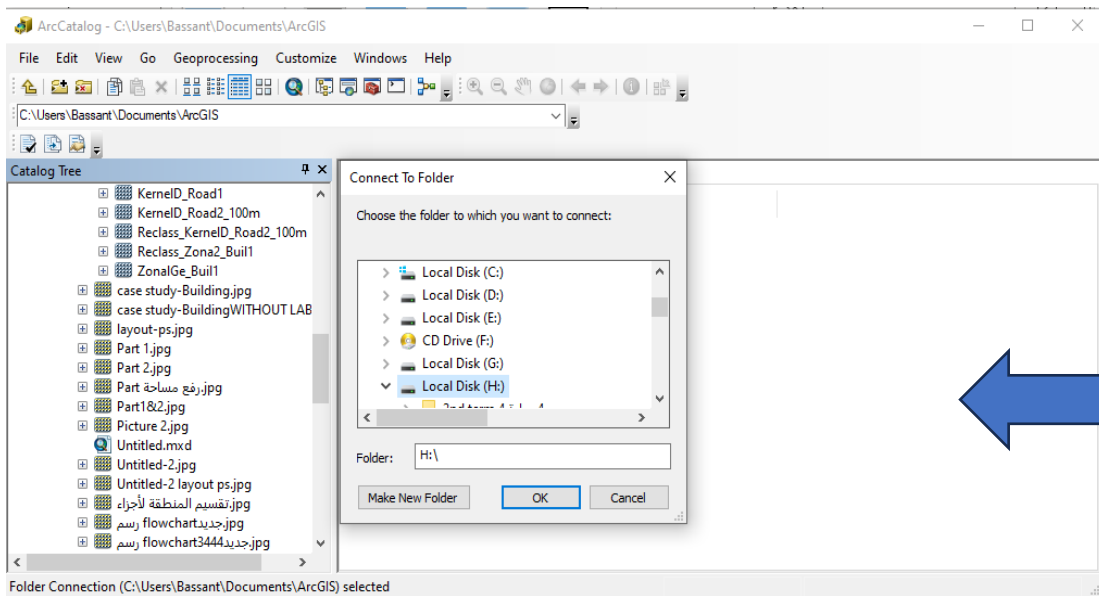 ArcCatalog - C:\Users\Bassant\Documents\ArcGIS
File Edit View Go Geoprocessing Customize Windows Help
C:\Users\Bassant\Documents\ArcGIS
Catalog Tree
KernelD_Road1
KernelD_Road2_100m
Reclass_KernelD_Road2_100m
Reclass_Zona2_Buil1
ZonalGe_Buil1
case study-Building.jpg
case study-BuildingWITHOUT LAB
layout-ps.jpg
Part 1.jpg
Part 2.jpg
Part رفع مساحة.jpg
Part1&2.jpg
Picture 2.jpg
Untitled.mxd
Untitled-2.jpg
Untitled-2 layout ps.jpg
تقسيم المنطقة لأجزاء.jpg
رسم flowchartجديد.jpg
رسم flowchart3444جديد.jpg
Connect To Folder
Choose the folder to which you want to connect:
Local Disk (C:)
Local Disk (D:)
Local Disk (E:)
CD Drive (F:)
Local Disk (G:)
Local Disk (H:)
Folder: H:\
Make New Folder OK Cancel
Folder Connection (C:\Users\Bassant\Documents\ArcGIS) selected